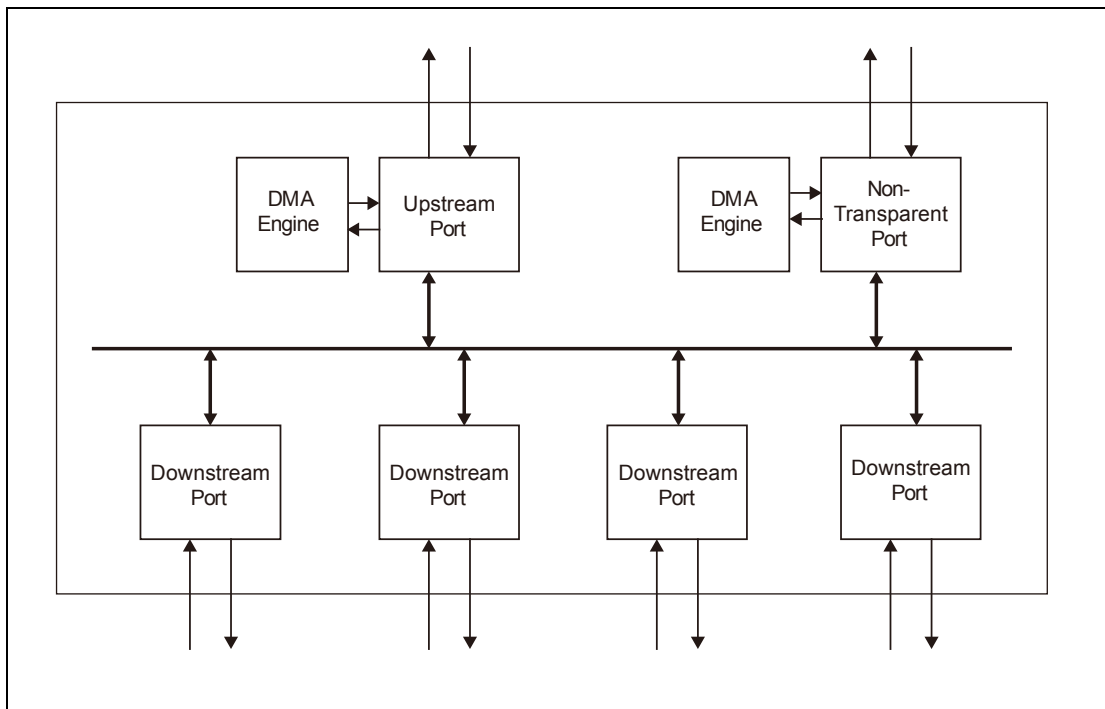 DMA
Engine
Upstream
Port
DMA
Engine
Non-
Transparent
Port
Downstream
Port
Downstream
Port
Downstream
Port
Downstream
Port